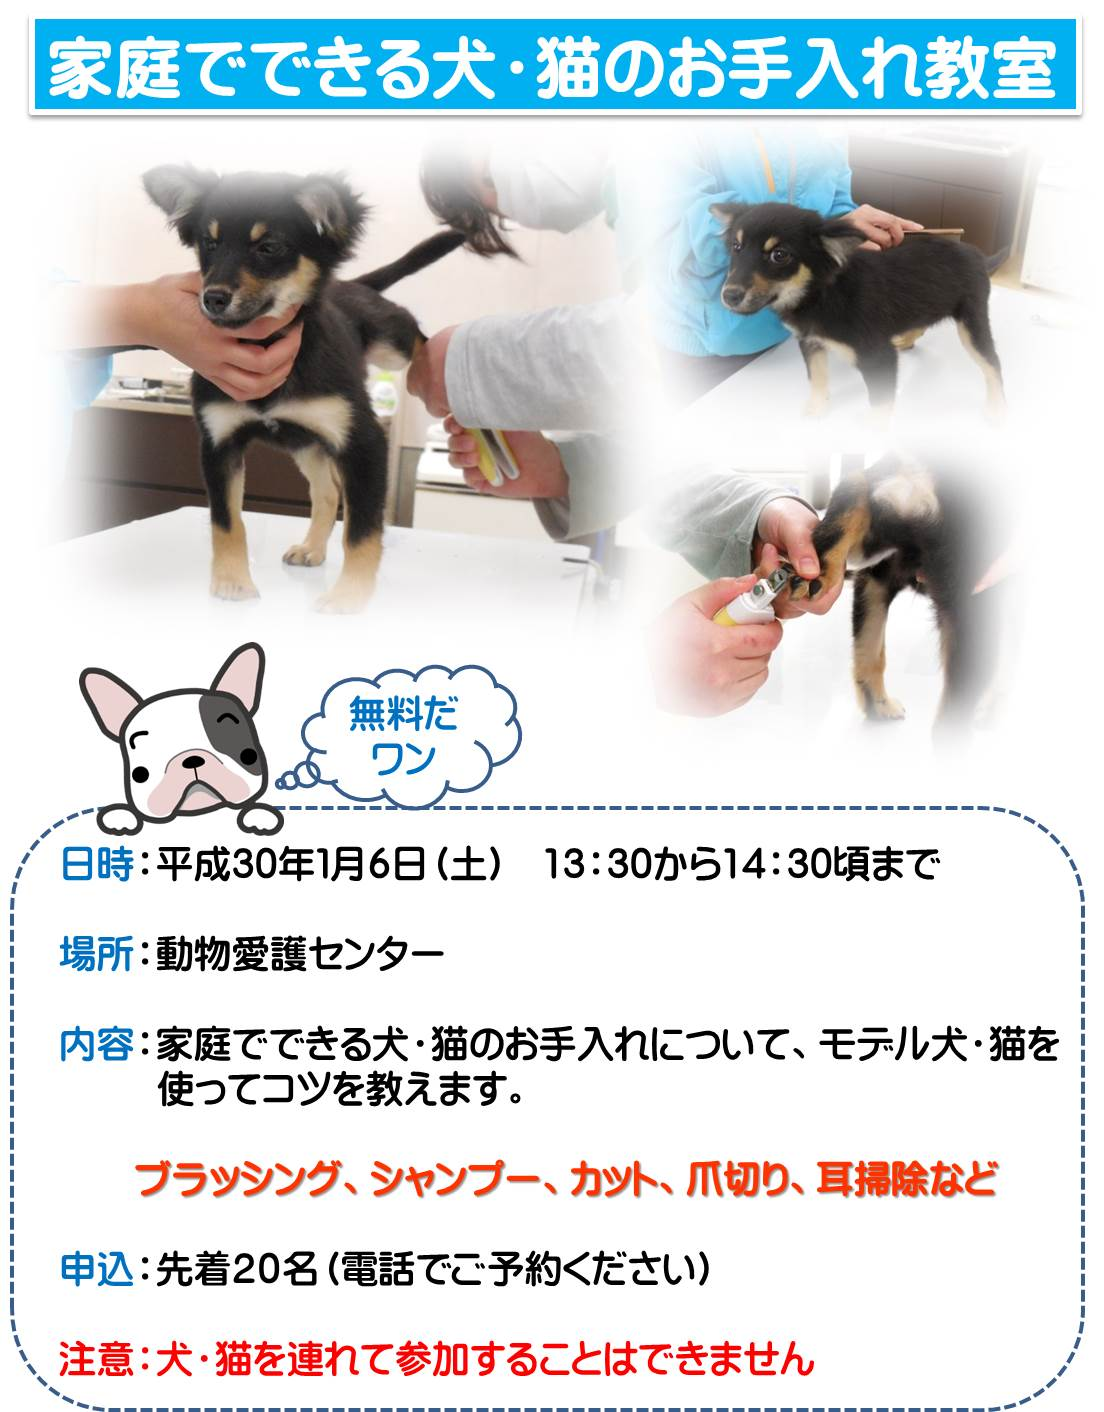 家庭でできる犬・猫のお手入れ教室
無料だ
ワン
日時：平成30年1月6日（土）　13：30から14：30頃まで
場所：動物愛護センター
内容：家庭でできる犬・猫のお手入れについて、モデル犬・猫を
使ってコツを教えます。
ブラッシング、シャンプー、カット、爪切り、耳掃除など
申込：先着20名（電話でご予約ください）
注意：犬・猫を連れて参加することはできません